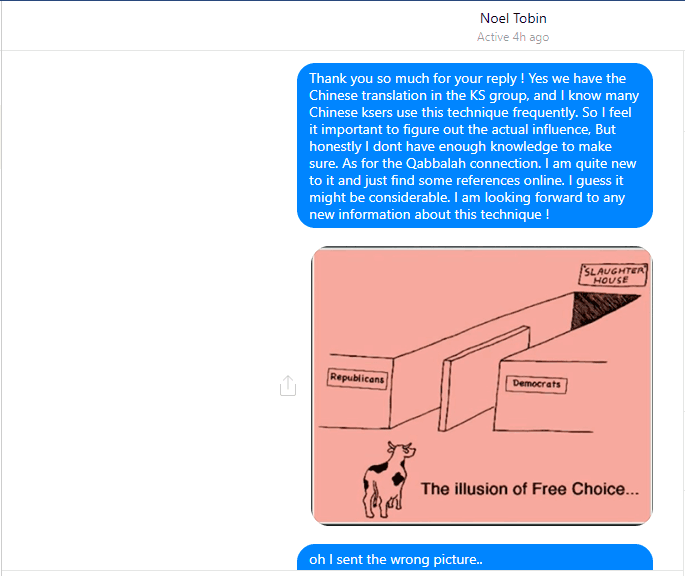 Noel Tobin
Active 4h ago
Thank you so much for your reply ! Yes we have the
Chinese translation in the KS group, and I know many
Chinese ksers use this technique frequently. So I feel
it important to figure out the actual influence, But
honestly I dont have enough knowledge to make
sure. As for the Qabbalah connection. I am quite new
to it and just find some references online. I guess it
might be considerable. I am looking forward to any
new information about this technique !
SLAUGHTER
HOUSE
Republicans
Democrats
The illusion of Free Choice...
oh I sent the wrong picture..